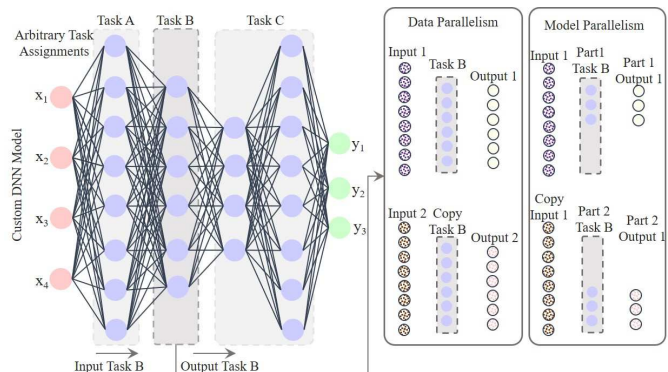 Task A
Task B
Task C
Arbitrary Task
Assignments
Custom DNN Model
x1
x2
x3
x4
y1
y2
y3
Input Task B
Output Task B
Data Parallelism
Input 1
Task B
Output 1
Input 2
Copy
Task B
Output 2
Model Parallelism
Input 1
Part1
Task B
Part 1
Output 1
Copy
Input 1
Part 2
Task B
Part 2
Output 1